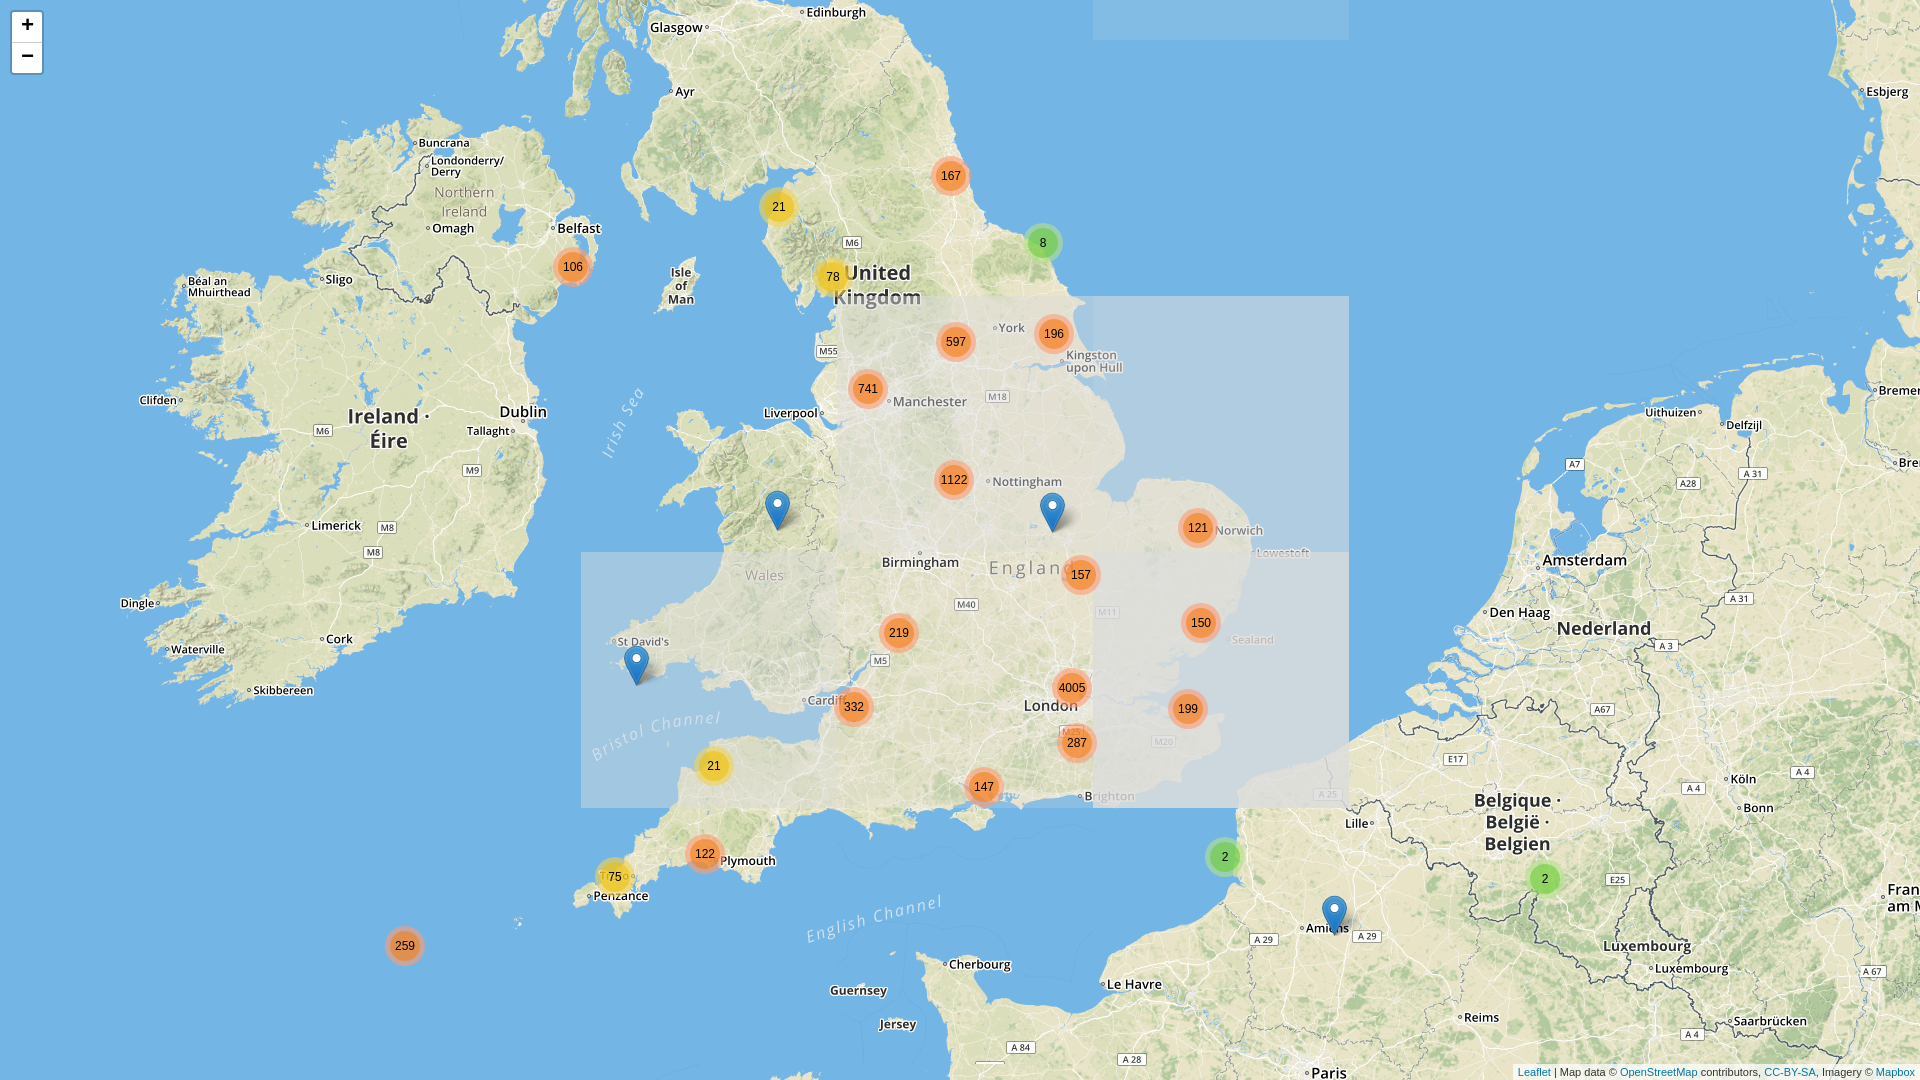 +
−
Edinburgh
Glasgow
Ayr
Esbjerg
Buncrana
Londonderry/
Derry
Northern
Ireland
Omagh
Belfast
167
21
M6
8
106
78
United
Kingdom
Isle
of
Man
Sligo
Béal an
Mhuirthead
York
196
597
M55
Kingston
upon Hull
741
Manchester
M18
Clifden
Liverpool
Dublin
Tallaght
Ireland ·
Éire
M6
M9
Irish Sea
Bremer
Uithuizen
Delfzijl
A7
A 31
A28
Bre
1122
Nottingham
121
Norwich
Lowestoft
Limerick
M8
M8
Birmingham
England
157
Wales
M40
M11
Amsterdam
Den Haag
Nederland
A 31
A 3
Dingle
Cork
Waterville
Skibbereen
219
150
Sealand
St David's
M5
4005
London
199
Cardiff
332
A67
Bristol Channel
287
M20
E17
21
147
Brighton
A 25
Köln
A 4
A 4
Bonn
Belgique ·
België ·
Belgien
Lille
122
Plymouth
75
Penzance
2
2
E25
Fran
am M
English Channel
Amiens
A 29
A 29
259
Luxembourg
Luxembourg
A 67
Cherbourg
Le Havre
Guernsey
Jersey
Reims
Saarbrücken
A 4
A 84
A 28
Paris
Leaflet | Map data © OpenStreetMap contributors, CC-BY-SA, Imagery © Mapbox